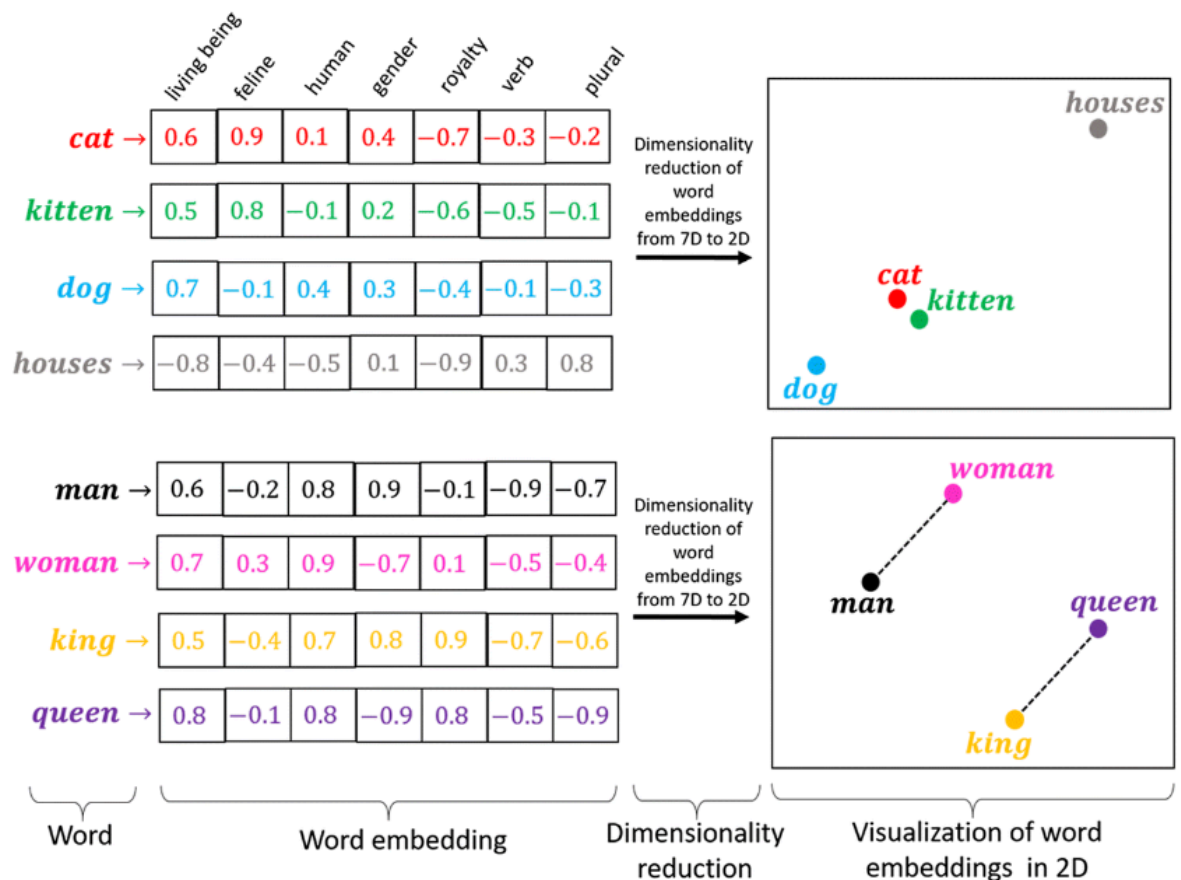 living being feline human gender royalty verb plural
cat → 0.6 0.9 0.1 0.4 −0.7 −0.3 −0.2
kitten → 0.5 0.8 −0.1 0.2 −0.6 −0.5 −0.1
dog → 0.7 −0.1 0.4 0.3 −0.4 −0.1 −0.3
houses → −0.8 −0.4 −0.5 0.1 −0.9 0.3 0.8
Dimensionality
reduction of
word
embeddings
from 7D to 2D
houses
cat
kitten
dog
man → 0.6 −0.2 0.8 0.9 −0.1 −0.9 −0.7
woman → 0.7 0.3 0.9 −0.7 0.1 −0.5 −0.4
king → 0.5 −0.4 0.7 0.8 0.9 −0.7 −0.6
queen → 0.8 −0.1 0.8 −0.9 0.8 −0.5 −0.9
Dimensionality
reduction of
word
embeddings
from 7D to 2D
woman
man
queen
king
Word
Word embedding
Dimensionality
reduction
Visualization of word
embeddings in 2D